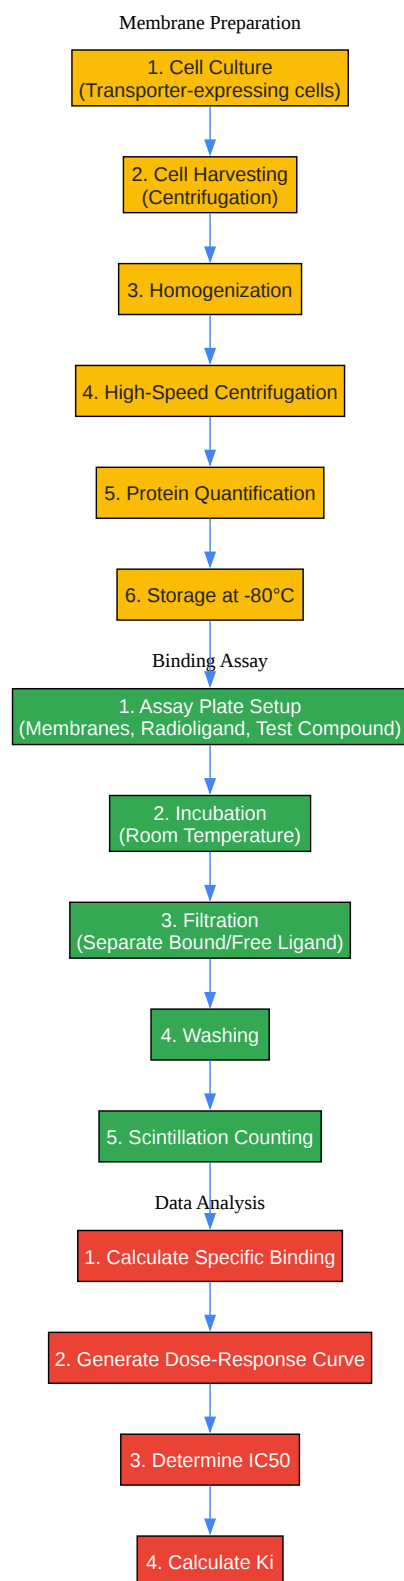 Membrane Preparation
1. Cell Culture
(Transporter-expressing cells)
2. Cell Harvesting
(Centrifugation)
3. Homogenization
4. High-Speed Centrifugation
5. Protein Quantification
6. Storage at -80°C
Binding Assay
1. Assay Plate Setup
(Membranes, Radioligand, Test Compound)
2. Incubation
(Room Temperature)
3. Filtration
(Separate Bound/Free Ligand)
4. Washing
5. Scintillation Counting
Data Analysis
1. Calculate Specific Binding
2. Generate Dose-Response Curve
3. Determine IC50
4. Calculate Ki